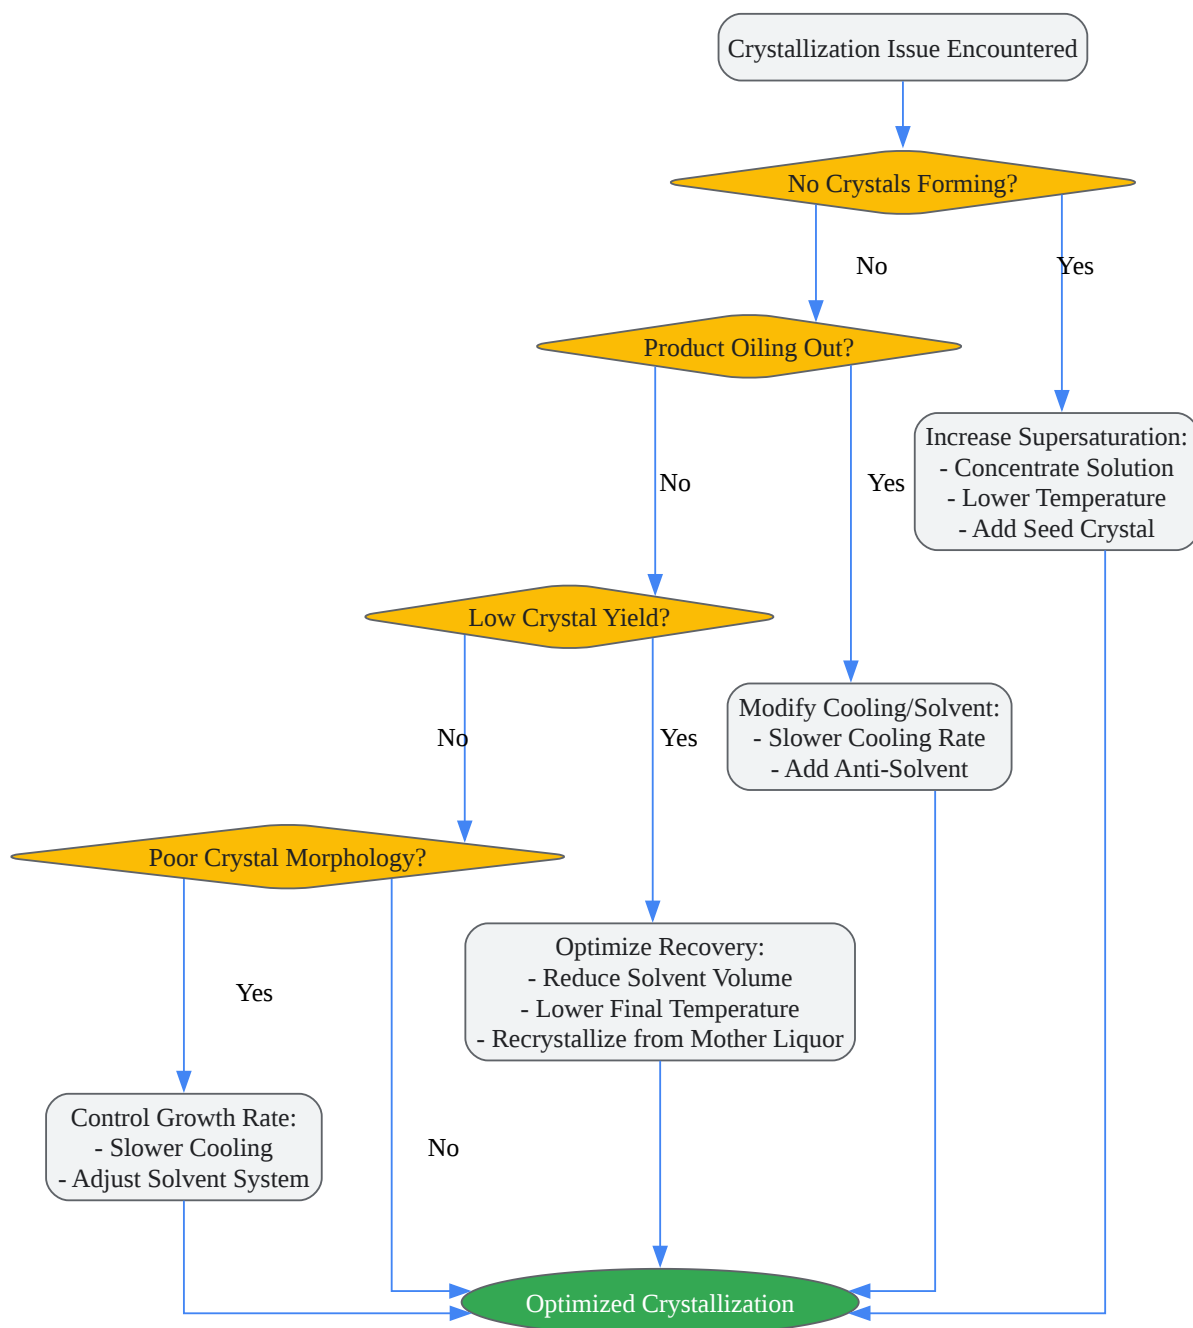 Crystallization Issue Encountered
No Crystals Forming?
No
Yes
Product Oiling Out?
Increase Supersaturation:
- Concentrate Solution
- Lower Temperature
- Add Seed Crystal
No
Yes
Low Crystal Yield?
Modify Cooling/Solvent:
- Slower Cooling Rate
- Add Anti-Solvent
No
Yes
Poor Crystal Morphology?
Optimize Recovery:
- Reduce Solvent Volume
- Lower Final Temperature
- Recrystallize from Mother Liquor
Yes
Control Growth Rate:
- Slower Cooling
- Adjust Solvent System
No
Optimized Crystallization